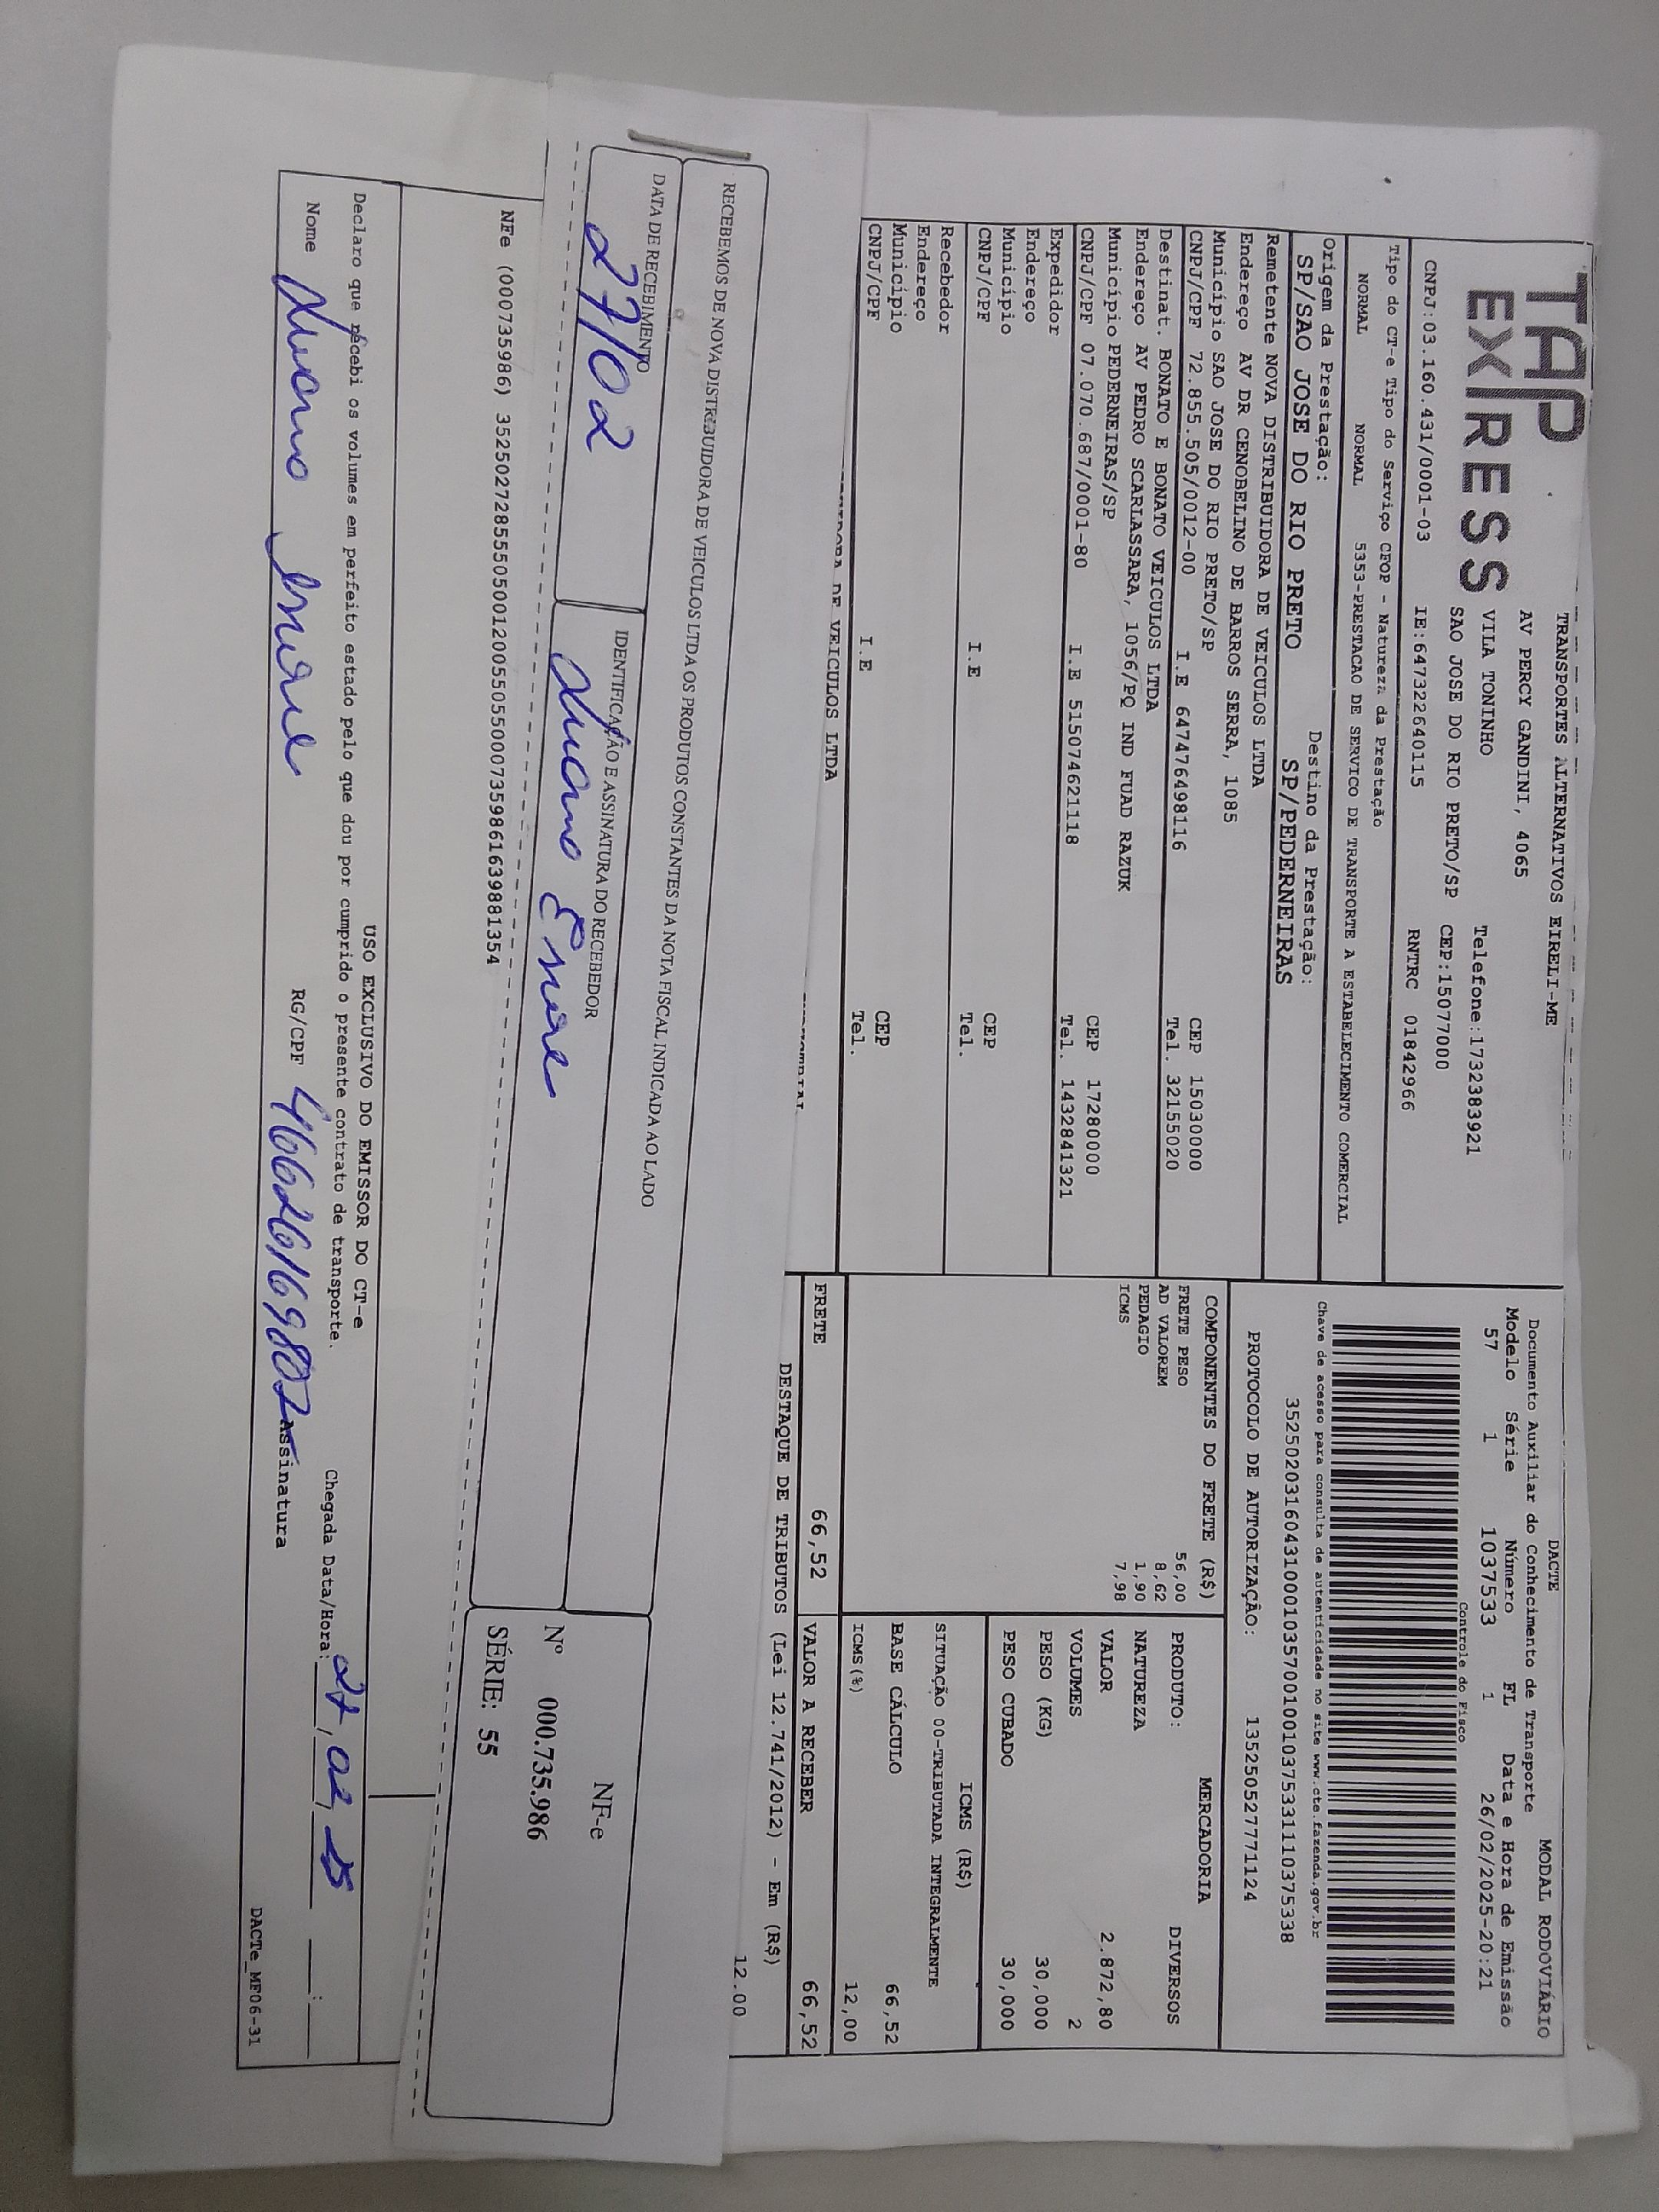 TAP EXPRESS
TRANSPORTES ALTERNATIVOS EIRELI-ME
AV PERCY GANDINI, 4065
VILA TONINHO Telefone:1732383921
SAO JOSE DO RIO PRETO/SP CEP:15077000
CNPJ:03.160.431/0001-03 IE:647322640115 RNTRC 01842966
DACTE MODAL RODOVIÁRIO
Documento Auxiliar do Conhecimento de Transporte
Modelo Série Número FL Data e Hora de Emissão
57 1 1037533 1 26/02/2025-20:21
Controle do Fisco
Tipo do CT-e Tipo do Serviço CFOP - Natureza da Prestação
NORMAL NORMAL 5353-PRESTACAO DE SERVICO DE TRANSPORTE A ESTABELECIMENTO COMERCIAL
Chave de acesso para consulta de autenticidade no site www.cte.fazenda.gov.br
35250203160431000103570010010375331110375338
Origem da Prestação: Destino da Prestação:
SP/SAO JOSE DO RIO PRETO SP/PEDERNEIRAS
PROTOCOLO DE AUTORIZAÇÃO: 135250527771124
Remetente NOVA DISTRIBUIDORA DE VEICULOS LTDA
Endereço AV DR CENOBELINO DE BARROS SERRA, 1085
Município SAO JOSE DO RIO PRETO/SP CEP 15030000
CNPJ/CPF 72.855.505/0012-00 I.E 647476498116 Tel. 32155020
Destinat. BONATO E BONATO VEICULOS LTDA
Endereço AV PEDRO SCARLASSARA, 1056/PQ IND FUAD RAZUK
Município PEDERNEIRAS/SP CEP 17280000
CNPJ/CPF 07.070.687/0001-80 I.E 515074621118 Tel. 1432841321
Expedidor
Endereço
Município CEP
CNPJ/CPF I.E Tel.
Recebedor
Endereço
Município CEP
CNPJ/CPF I.E Tel.
COMPONENTES DO FRETE (R$)
FRETE PESO 56,00
AD VALOREM 8,62
PEDAGIO 1,90
ICMS 7,98
MERCADORIA
PRODUTO: DIVERSOS
NATUREZA
VALOR 2.872,80
VOLUMES 2
PESO (KG) 30,000
PESO CUBADO 30,000
ICMS (R$)
SITUAÇÃO 00-TRIBUTADA INTEGRALMENTE
BASE CÁLCULO 66,52
ICMS(%) 12,00
FRETE 66,52 VALOR A RECEBER 66,52
DESTAQUE DE TRIBUTOS (Lei 12.741/2012) - Em (R$)
12.00
DE VEICULOS LTDA
RECEBEMOS DE NOVA DISTRIBUIDORA DE VEICULOS LTDA OS PRODUTOS CONSTANTES DA NOTA FISCAL INDICADA AO LADO
DATA DE RECEBIMENTO IDENTIFICAÇÃO E ASSINATURA DO RECEBEDOR
27/02
NF-e
Nº 000.735.986
SÉRIE: 55
NFe (000735986) 35250272855505001200550550007359861639881354
USO EXCLUSIVO DO EMISSOR DO CT-e
Declaro que recebi os volumes em perfeito estado pelo que dou por cumprido o presente contrato de transporte.
Chegada Data/Hora: 27, 02, 25 :
Nome RG/CPF Assinatura
DACTe_MF06-31